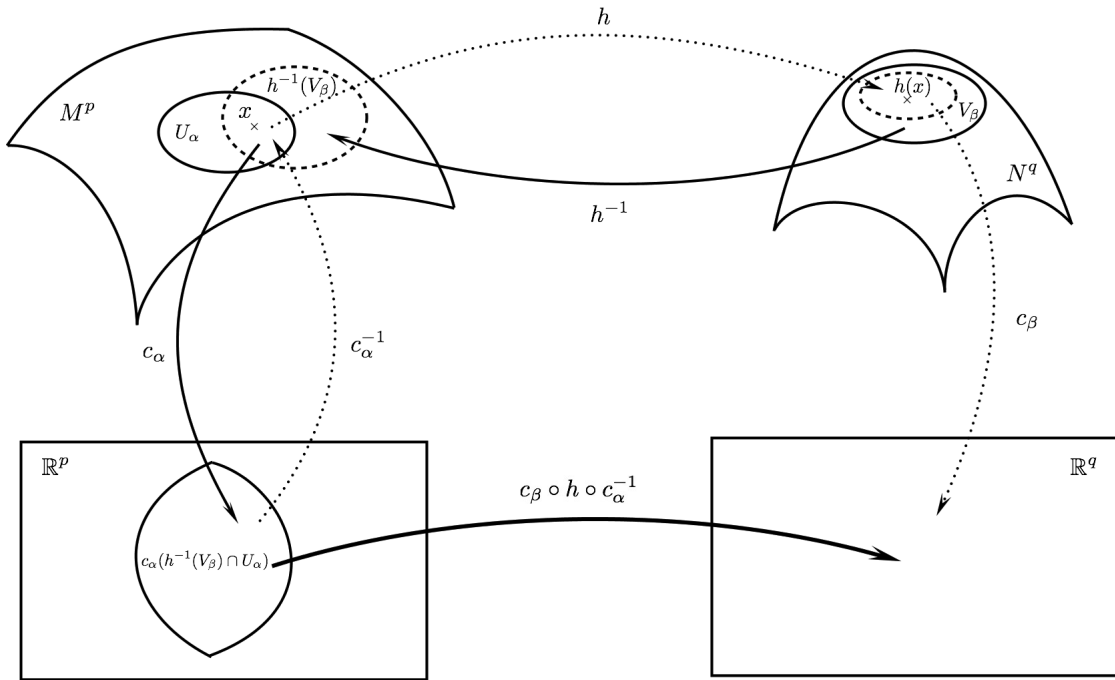 h
h⁻¹(V_β)
h(x)
M^p
x
V_β
U_α
N^q
h⁻¹
c_α
c_α⁻¹
c_β
ℝ^p
ℝ^q
c_β ∘ h ∘ c_α⁻¹
c_α(h⁻¹(V_β) ∩ U_α)